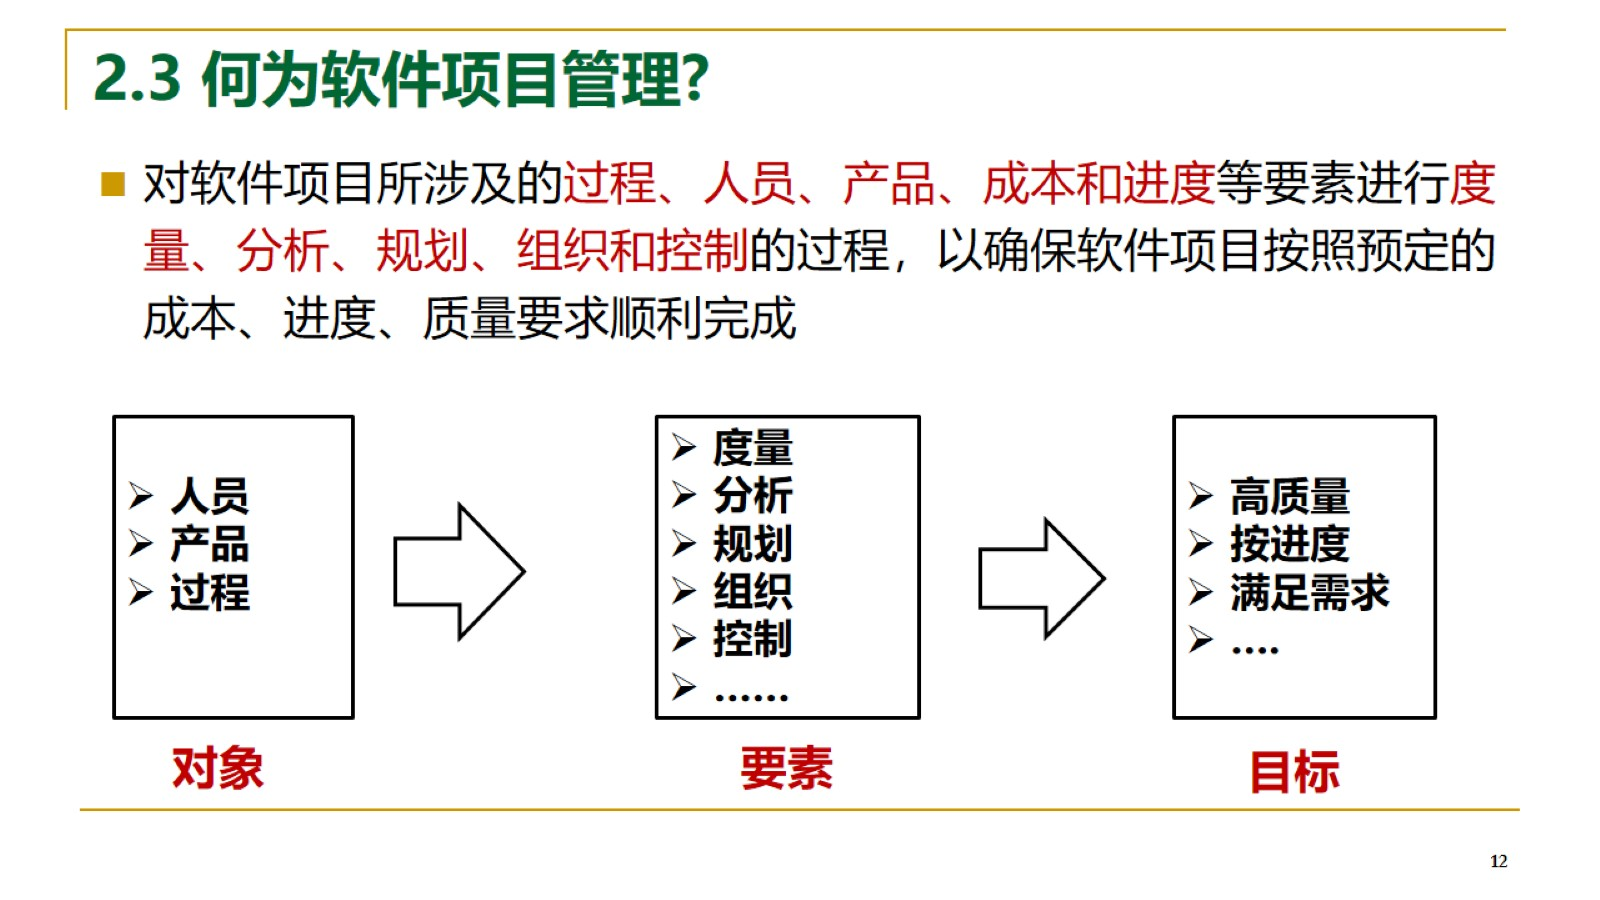 2.3 何为软件项目管理?
对软件项目所涉及的过程、人员、产品、成本和进度等要素进行度
量、分析、规划、组织和控制的过程，以确保软件项目按照预定的
成本、进度、质量要求顺利完成
人员
产品
过程
对象
度量
分析
规划
组织
控制
......
要素
高质量
按进度
满足需求
....
目标
12